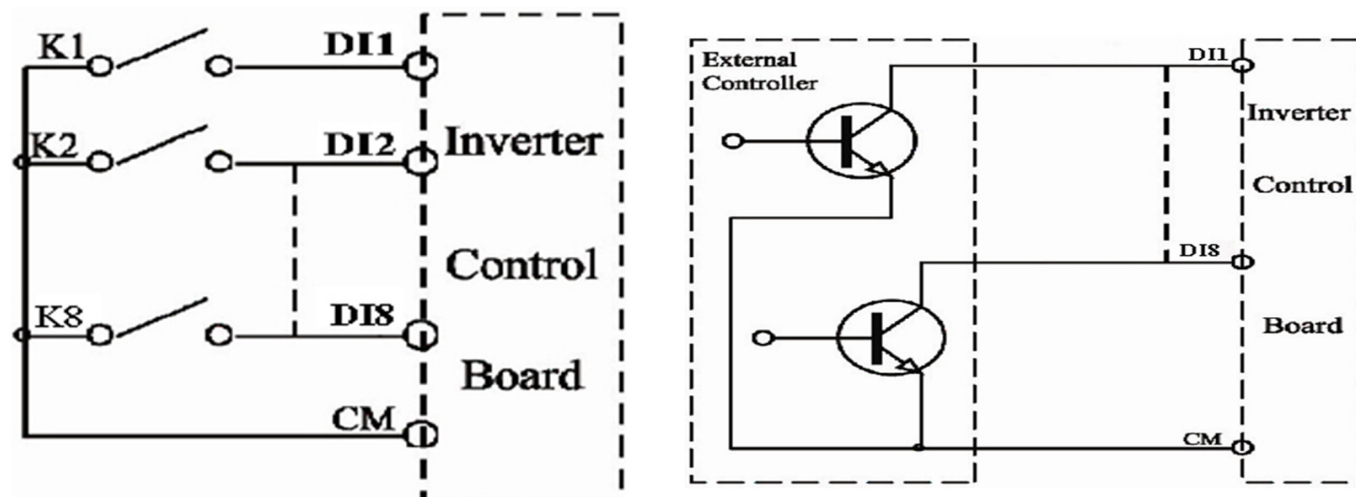 K1
DI1
K2
DI2
Inverter
Control
K8
DI8
Board
CM
External
Controller
DI1
Inverter
Control
DI8
Board
CM